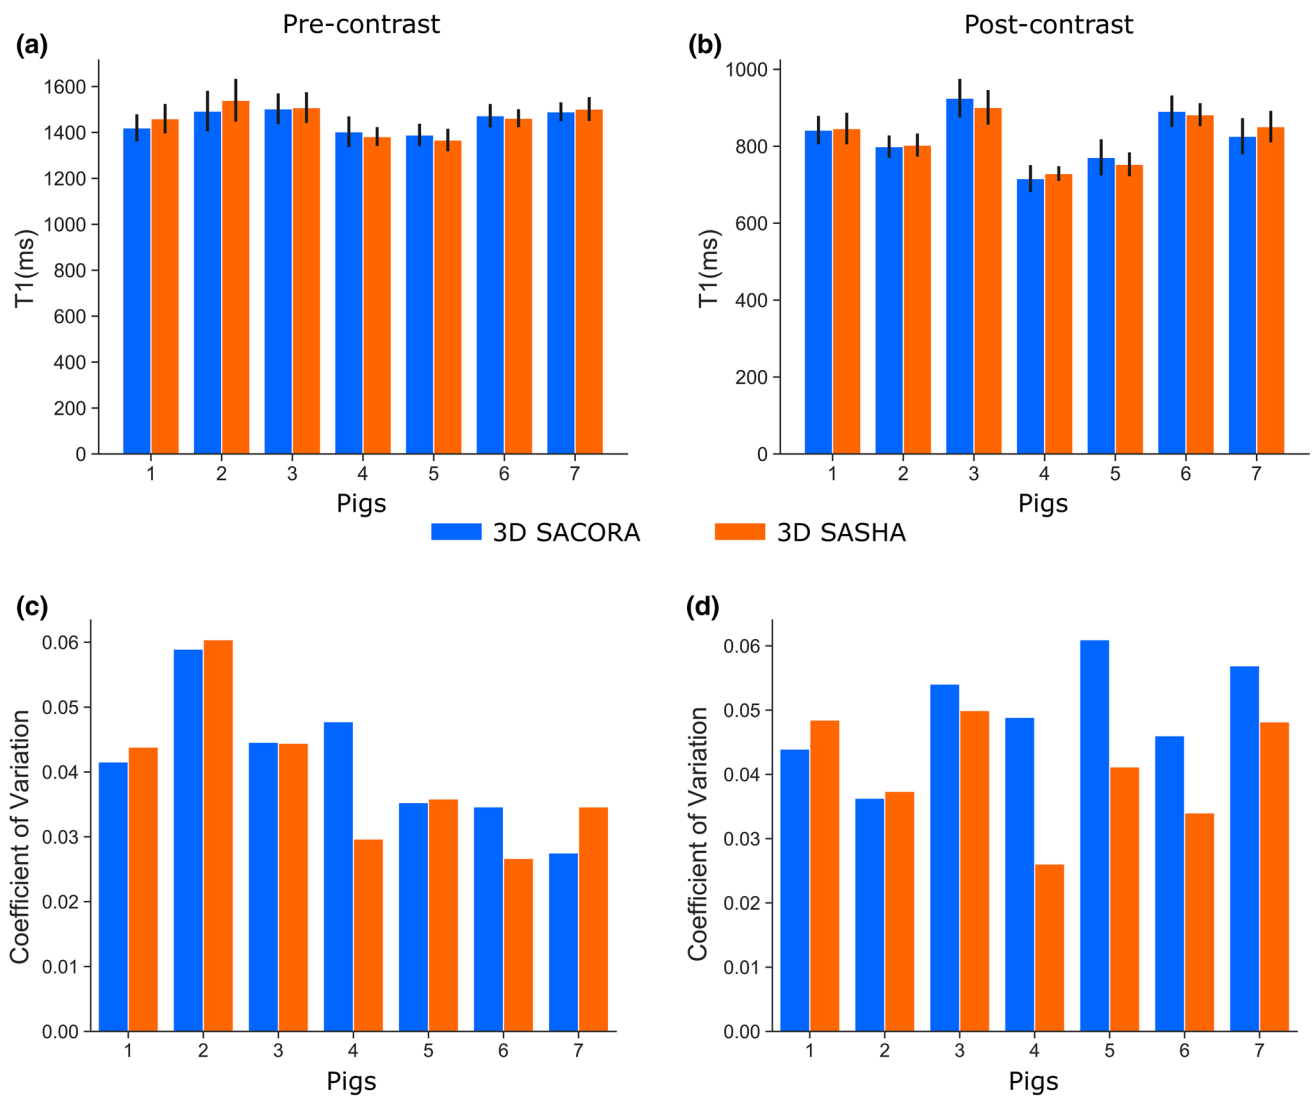 Pre-contrast
Post-contrast
(a)
(b)
T1(ms)
1600
1400
1200
1000
800
600
400
200
0
1 2 3 4 5 6 7
Pigs
T1(ms)
1000
800
600
400
200
0
1 2 3 4 5 6 7
Pigs
3D SACORA
3D SASHA
(c)
(d)
Coefficient of Variation
0.06
0.05
0.04
0.03
0.02
0.01
0.00
1 2 3 4 5 6 7
Pigs
Coefficient of Variation
0.06
0.05
0.04
0.03
0.02
0.01
0.00
1 2 3 4 5 6 7
Pigs